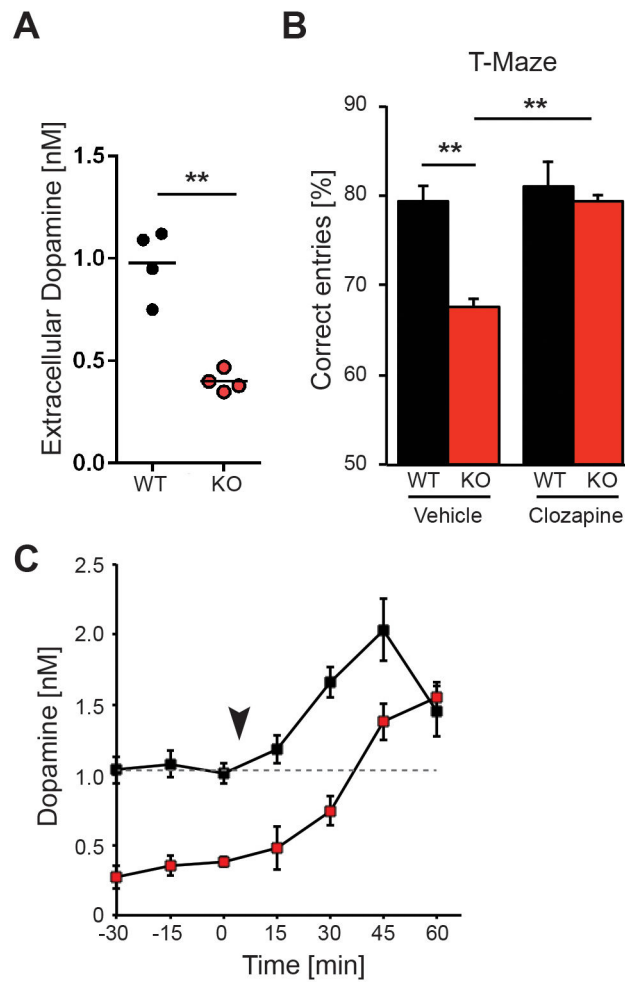 A
Extracellular Dopamine [nM]
1.5
1.0
0.5
0.0
**
WT KO
B
T-Maze
Correct entries [%]
90
80
70
60
50
**
**
WT KO WT KO
Vehicle Clozapine
C
Dopamine [nM]
2.5
2.0
1.5
1.0
0.5
0
-30 -15 0 15 30 45 60
Time [min]